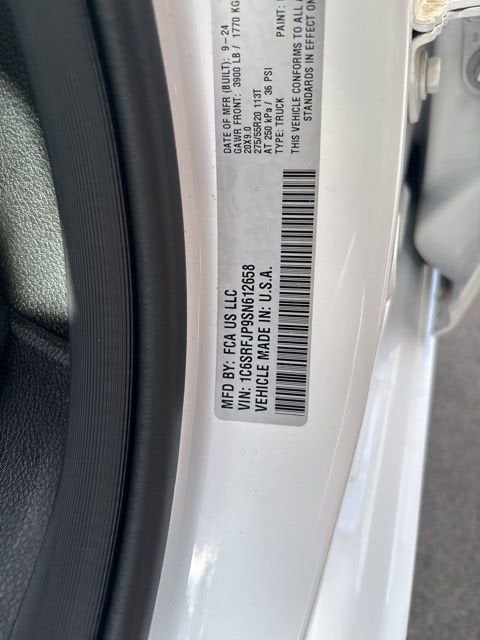 MFD BY: FCA US LLC
VIN: 1C6SRFJP9SN612658
VEHICLE MADE IN: U.S.A.
DATE OF MFR (BUILT): 9-24
GAWR FRONT: 3900 LB / 1770 KG
20X9.0
275/55R20 113T
AT 250 kPa / 36 PSI
TYPE: TRUCK
PAINT:
THIS VEHICLE CONFORMS TO ALL
STANDARDS IN EFFECT ON